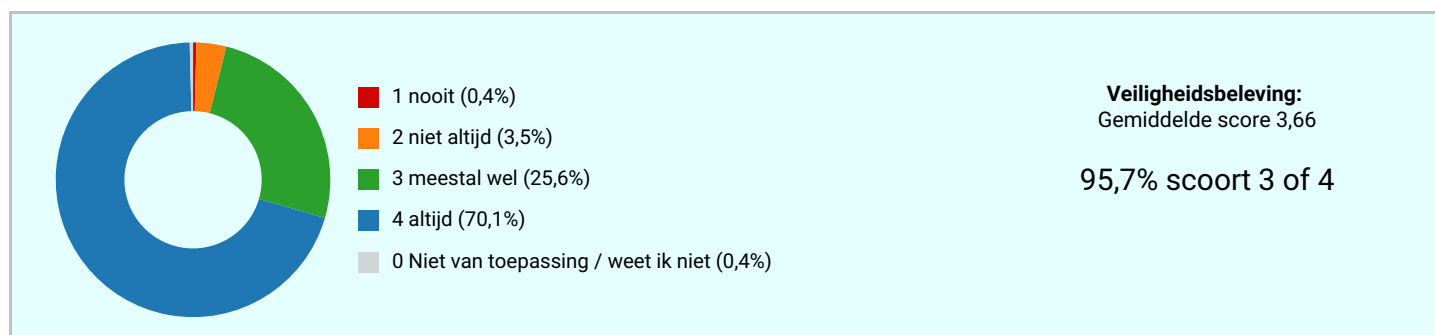 1 nooit (0,4%)
2 niet altijd (3,5%)
3 meestal wel (25,6%)
4 altijd (70,1%)
0 Niet van toepassing / weet ik niet (0,4%)
Veiligheidsbeleving:
Gemiddelde score 3,66
95,7% scoort 3 of 4